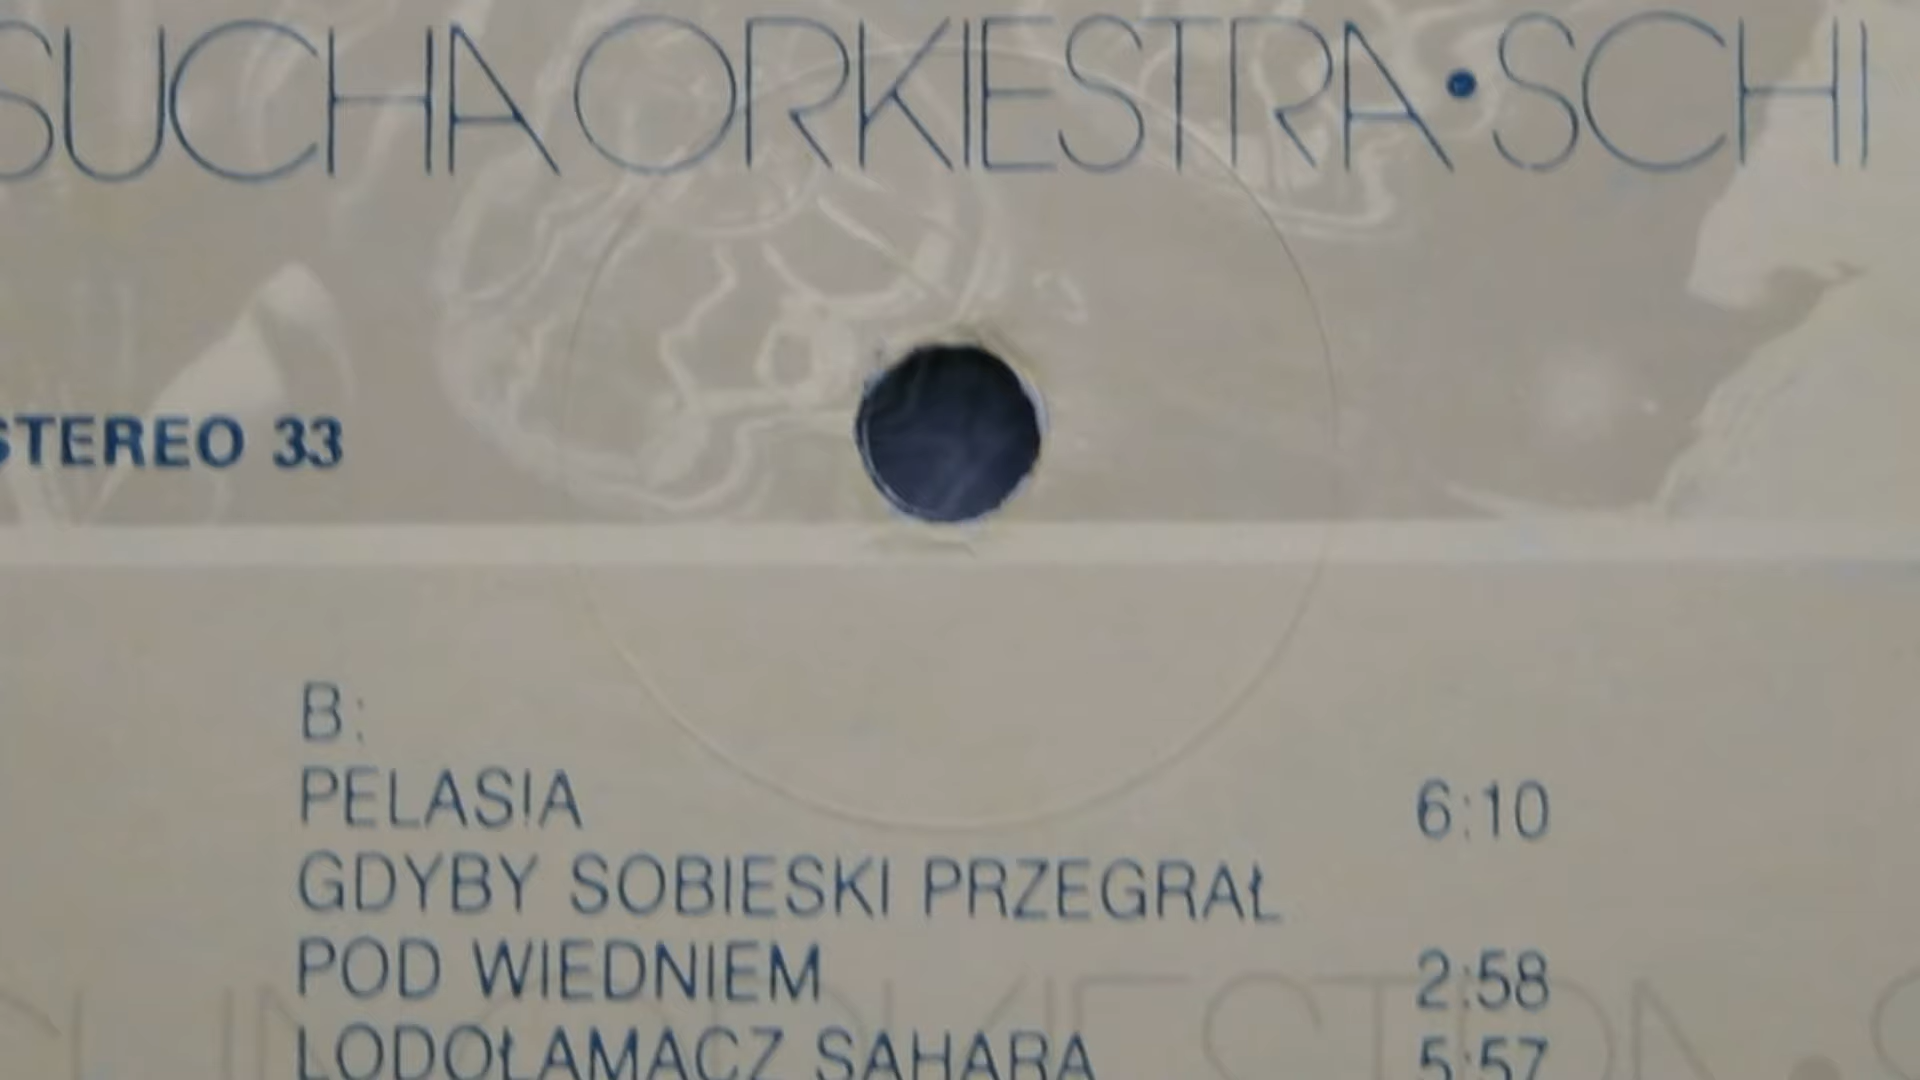 SUCHA ORKIESTRA • SCHI
STEREO 33
B:
PELASIA 6:10
GDYBY SOBIESKI PRZEGRAŁ
POD WIEDNIEM 2:58
LODOŁAMACZ SAHARA 5:57